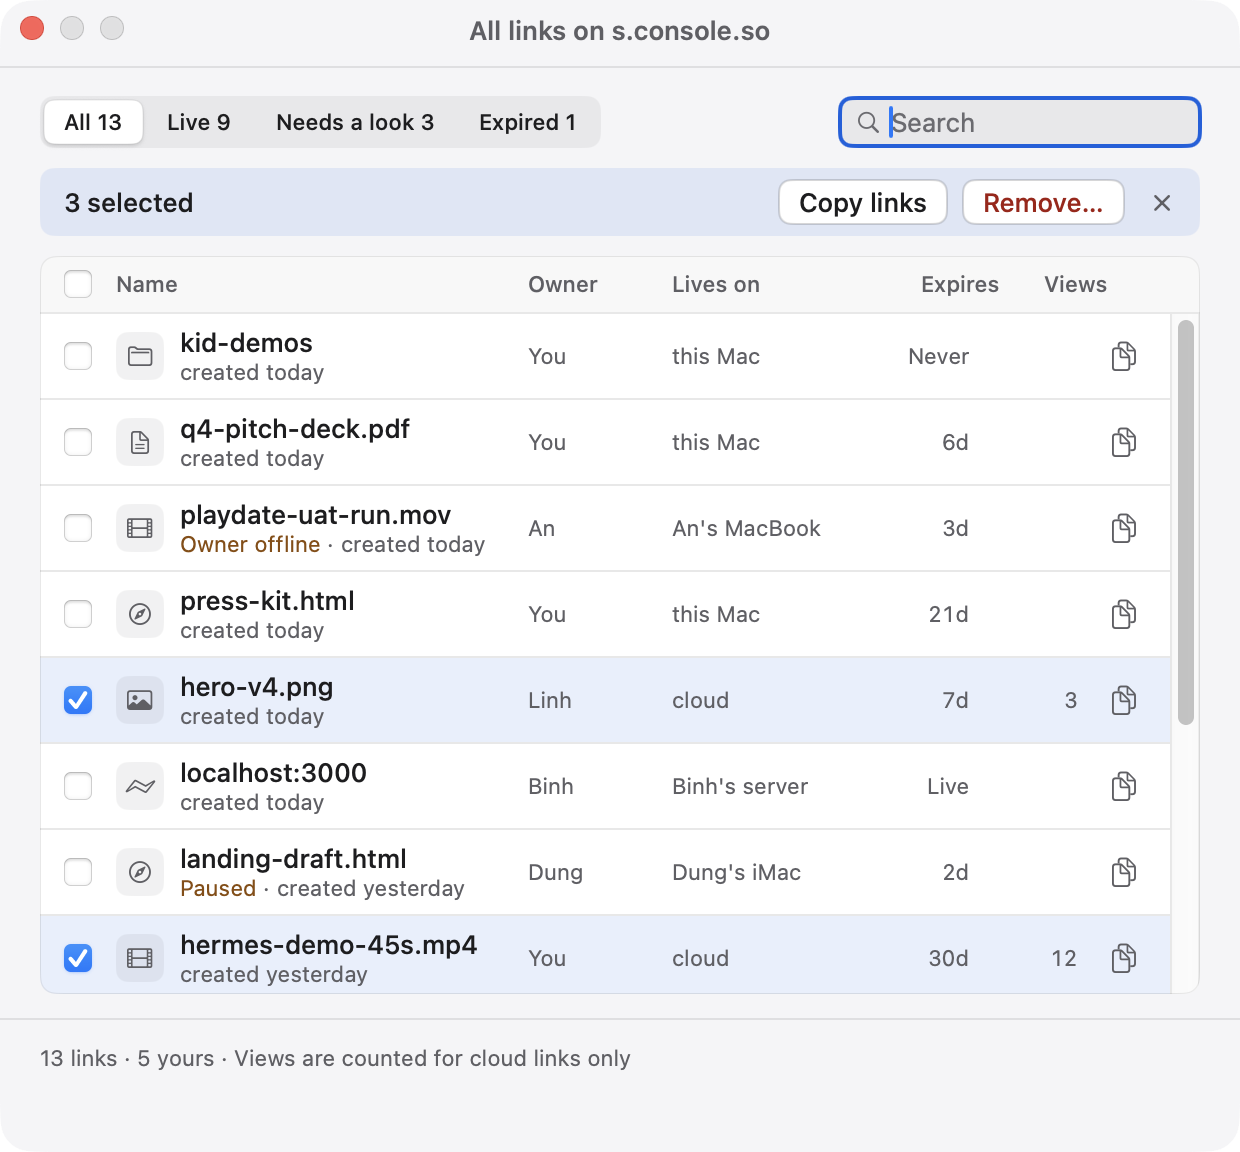 All links on s.console.so
All 13 Live 9 Needs a look 3 Expired 1
Search
3 selected Copy links Remove...
Name Owner Lives on Expires Views
kid-demos
created today
You this Mac Never
q4-pitch-deck.pdf
created today
You this Mac 6d
playdate-uat-run.mov
Owner offline · created today
An An's MacBook 3d
press-kit.html
created today
You this Mac 21d
hero-v4.png
created today
Linh cloud 7d 3
localhost:3000
created today
Binh Binh's server Live
landing-draft.html
Paused · created yesterday
Dung Dung's iMac 2d
hermes-demo-45s.mp4
created yesterday
You cloud 30d 12
13 links · 5 yours · Views are counted for cloud links only